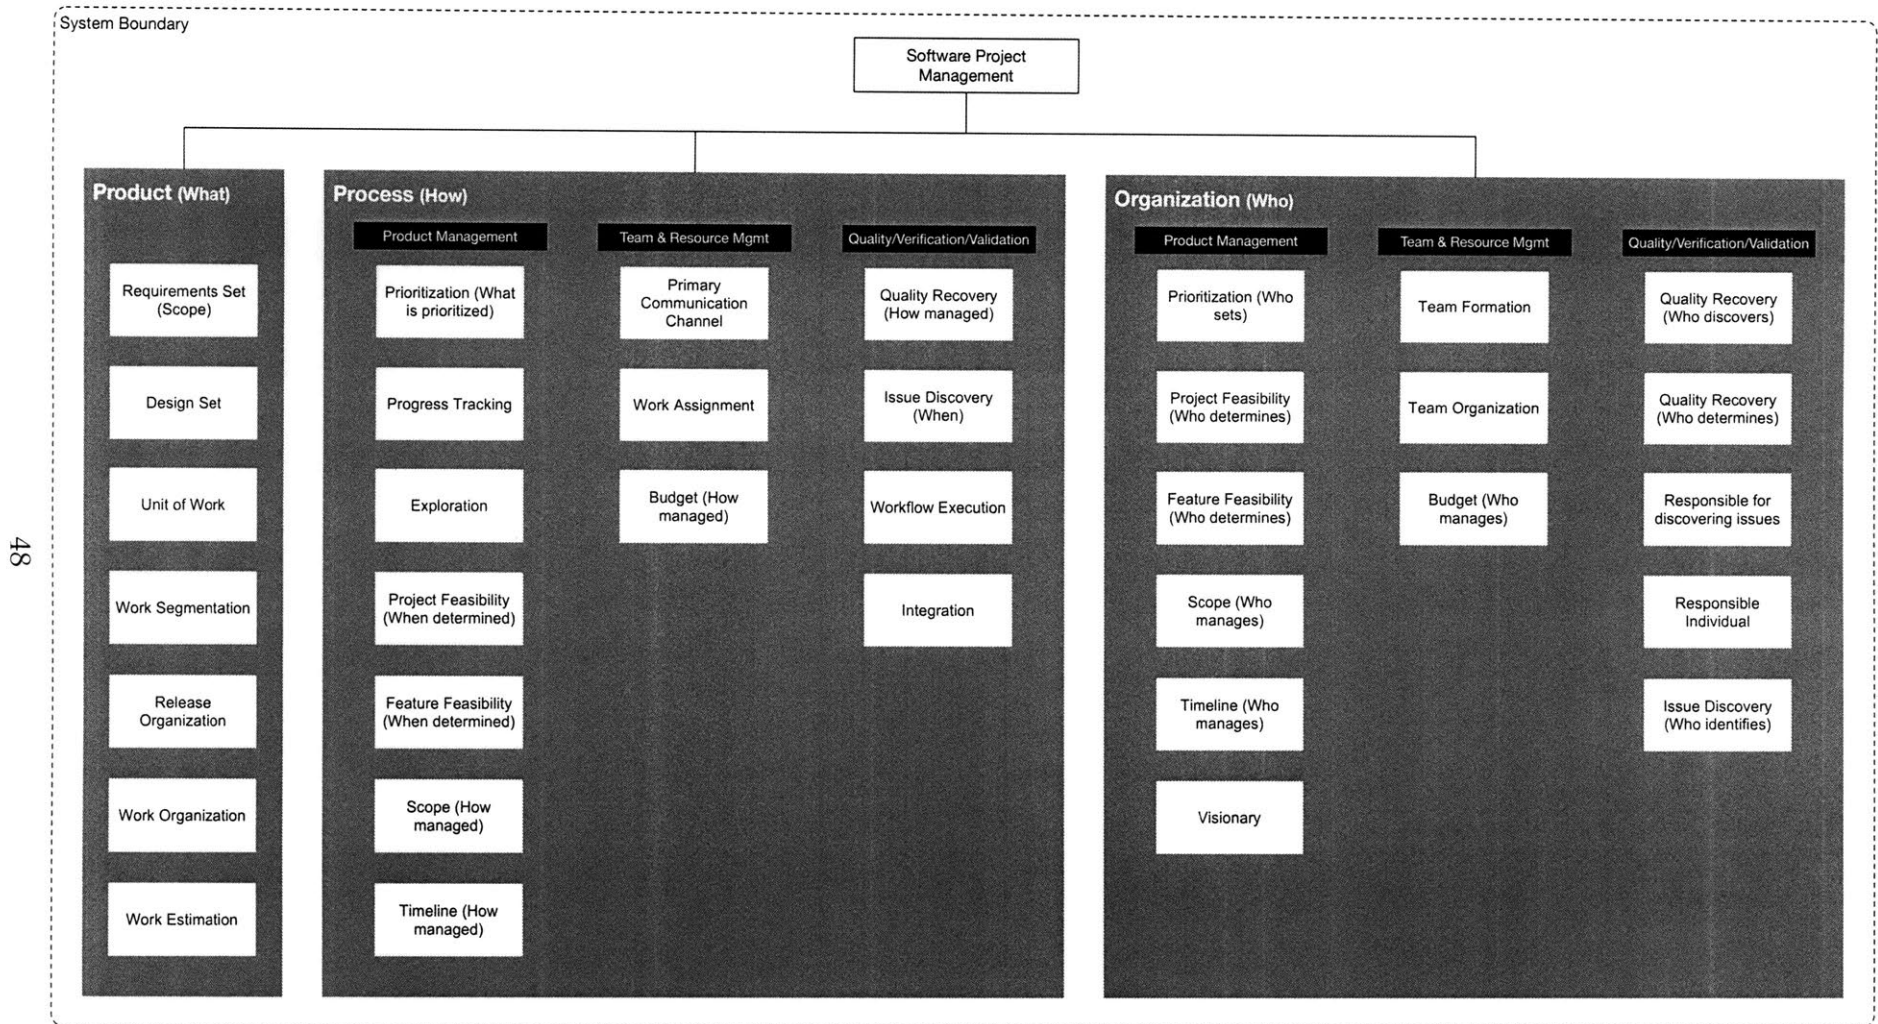 System Boundary
Software Project
Management
Product (What)
Requirements Set
(Scope)
Design Set
Unit of Work
Work Segmentation
Release
Organization
Work Organization
Work Estimation
Process (How)
Product Management
Prioritization (What
is prioritized)
Progress Tracking
Exploration
Project Feasibility
(When determined)
Feature Feasibility
(When determined)
Scope (How
managed)
Timeline (How
managed)
Team & Resource Mgmt
Primary
Communication
Channel
Work Assignment
Budget (How
managed)
Quality/Verification/Validation
Quality Recovery
(How managed)
Issue Discovery
(When)
Workflow Execution
Integration
Organization (Who)
Product Management
Prioritization (Who
sets)
Project Feasibility
(Who determines)
Feature Feasibility
(Who determines)
Scope (Who
manages)
Timeline (Who
manages)
Visionary
Team & Resource Mgmt
Team Formation
Team Organization
Budget (Who
manages)
Quality/Verification/Validation
Quality Recovery
(Who discovers)
Quality Recovery
(Who determines)
Responsible for
discovering issues
Responsible
Individual
Issue Discovery
(Who identifies)
48